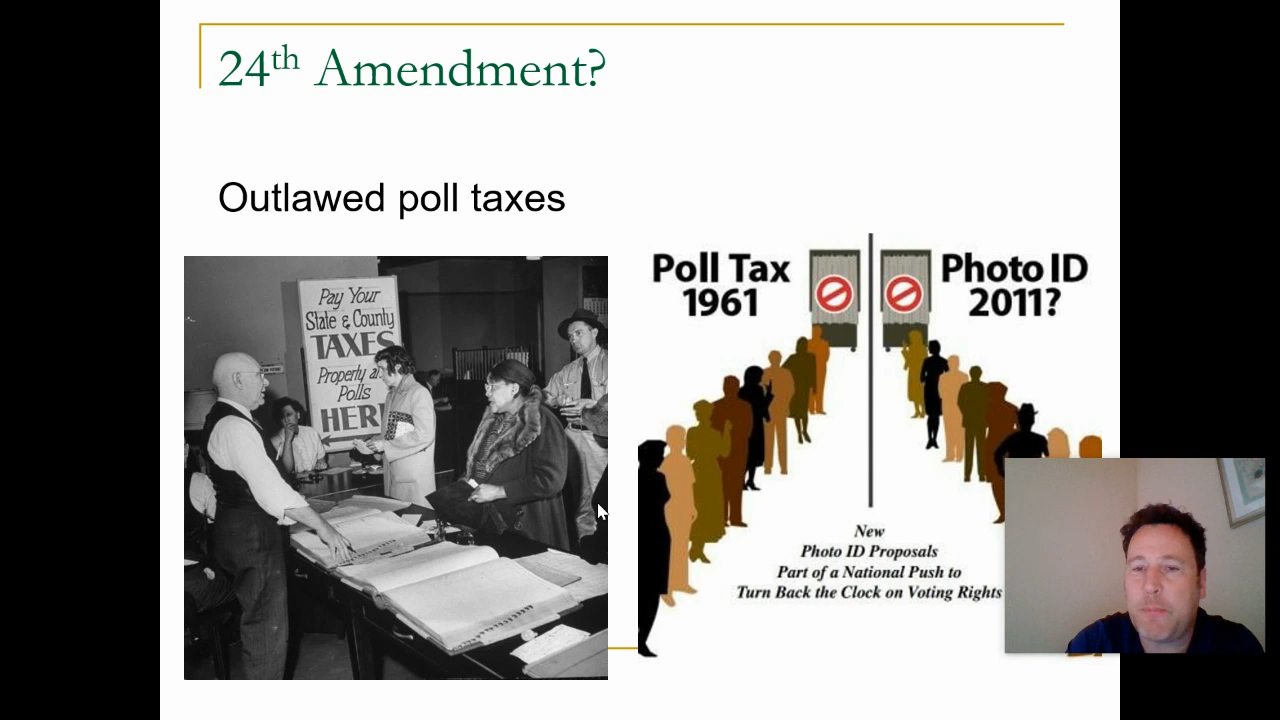 24th Amendment?
Outlawed poll taxes
Pay Your
State & County
TAXES
Property
Polls
HERE
Poll Tax
1961
Photo ID
2011?
New
Photo ID Proposals
Part of a National Push to
Turn Back the Clock on Voting Rights